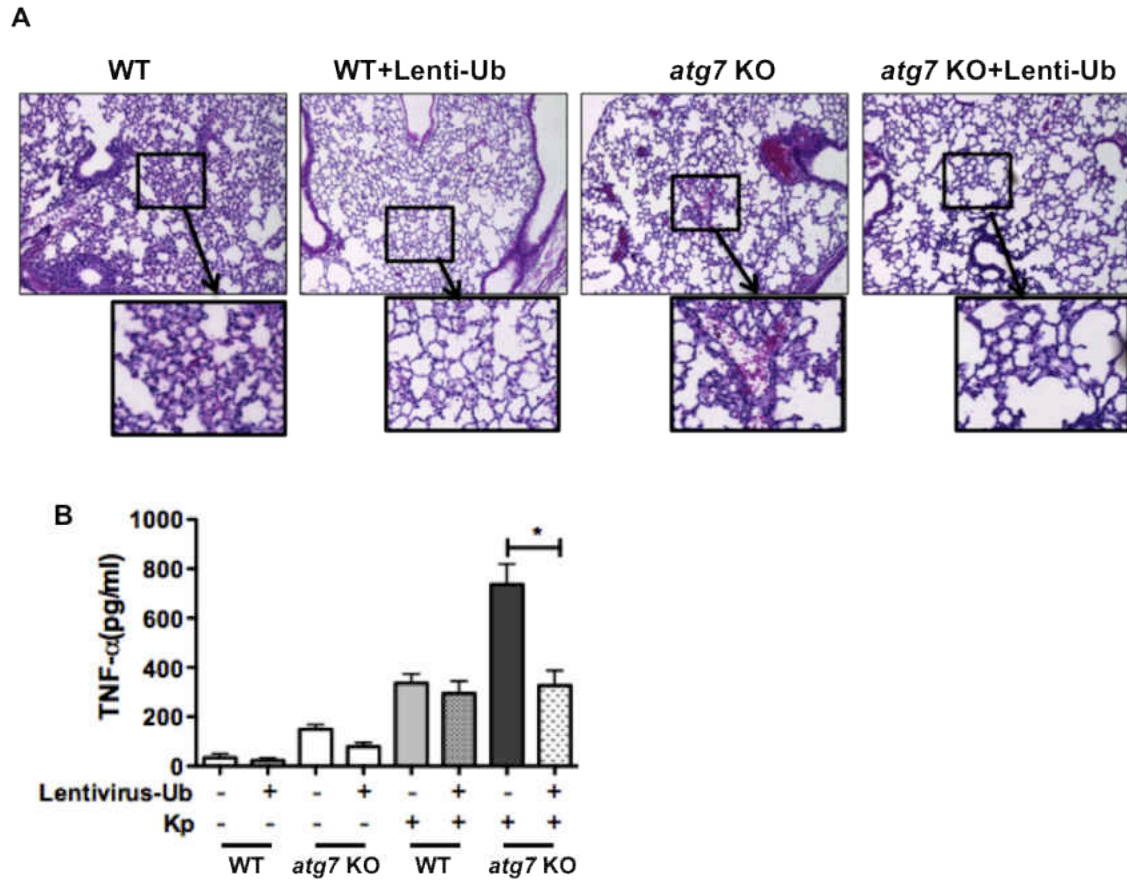 A
WT WT+Lenti-Ub atg7 KO atg7 KO+Lenti-Ub
B
1000
800
600
400
200
0
TNF-α(pg/ml)
*
Lentivirus-Ub - + - + - + - +
Kp - - - - + + + +
WT atg7 KO WT atg7 KO